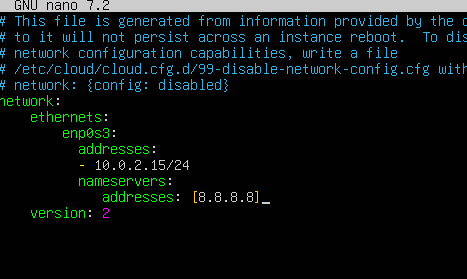 GNU nano 7.2
# This file is generated from information provided by the
# to it will not persist across an instance reboot.  To dis
# network configuration capabilities, write a file
# /etc/cloud/cloud.cfg.d/99-disable-network-config.cfg with
# network: {config: disabled}
network:
    ethernets:
        enp0s3:
          addresses:
          - 10.0.2.15/24
          nameservers:
             addresses: [8.8.8.8]
    version: 2